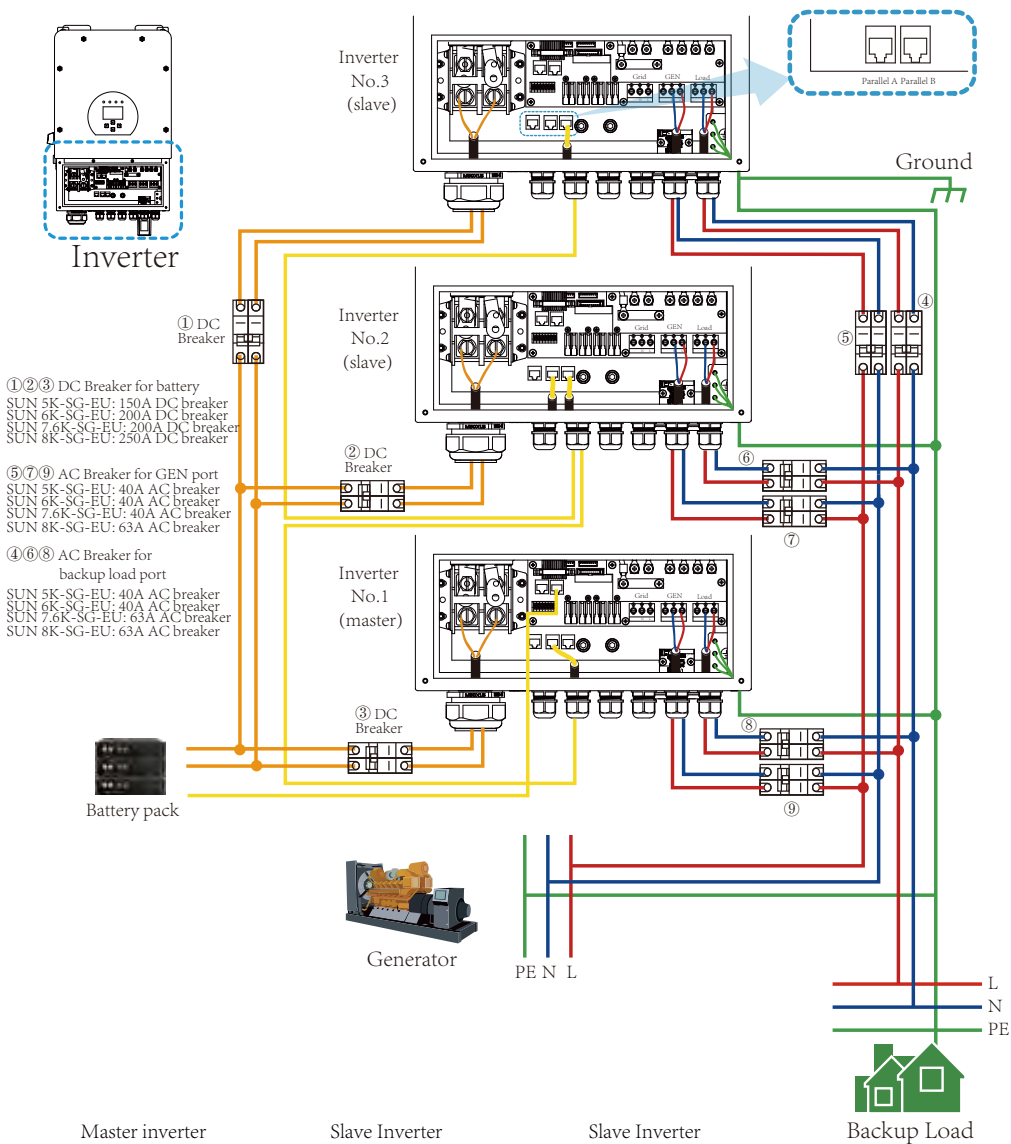 Inverter
No.3
(slave)
Grid
GEN
Load
Parallel A Parallel B
Ground
Inverter
Inverter
No.2
(slave)
Grid
GEN
Load
① DC
Breaker
④
⑤
①②③ DC Breaker for battery
SUN 5K-SG-EU: 150A DC breaker
SUN 6K-SG-EU: 200A DC breaker
SUN 7.6K-SG-EU: 200A DC breaker
SUN 8K-SG-EU: 250A DC breaker
② DC
Breaker
⑥
⑦
⑤⑦⑨ AC Breaker for GEN port
SUN 5K-SG-EU: 40A AC breaker
SUN 6K-SG-EU: 40A AC breaker
SUN 7.6K-SG-EU: 40A AC breaker
SUN 8K-SG-EU: 63A AC breaker
④⑥⑧ AC Breaker for
backup load port
SUN 5K-SG-EU: 40A AC breaker
SUN 6K-SG-EU: 40A AC breaker
SUN 7.6K-SG-EU: 63A AC breaker
SUN 8K-SG-EU: 63A AC breaker
Inverter
No.1
(master)
Grid
GEN
Load
③ DC
Breaker
⑧
⑨
Battery pack
Generator
PE N L
L
N
PE
Backup Load
Master inverter
Slave Inverter
Slave Inverter